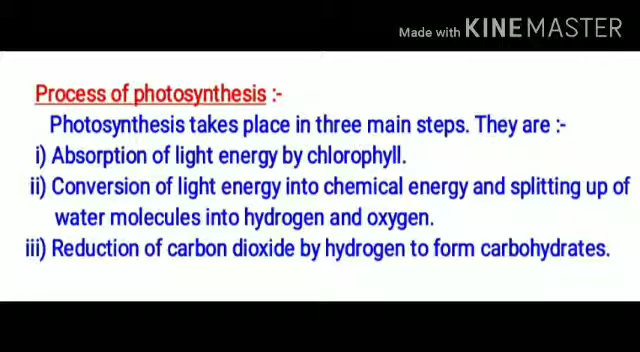 Made with KINEMASTER
Process of photosynthesis :-
Photosynthesis takes place in three main steps. They are :-
i) Absorption of light energy by chlorophyll.
ii) Conversion of light energy into chemical energy and splitting up of
water molecules into hydrogen and oxygen.
iii) Reduction of carbon dioxide by hydrogen to form carbohydrates.